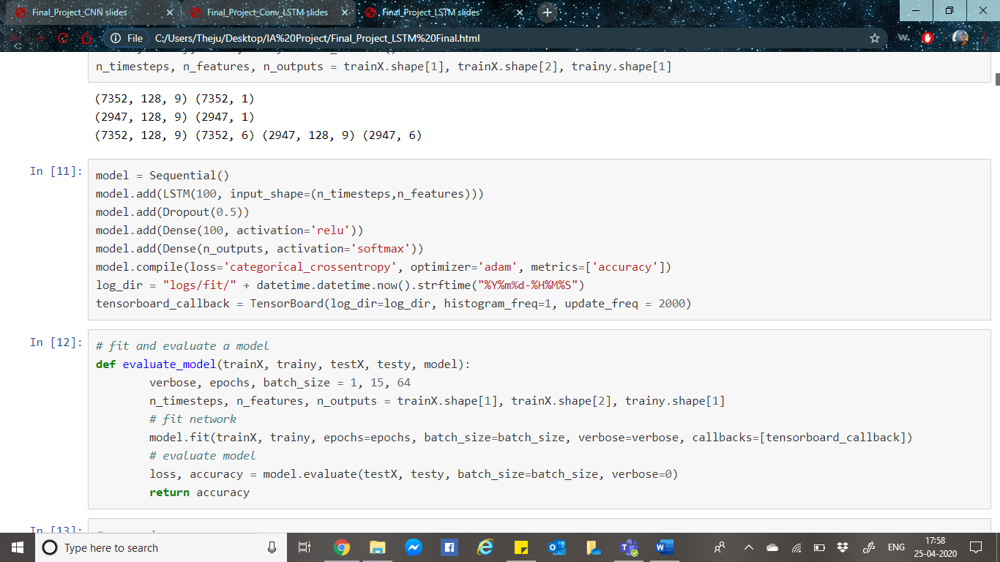 Final_Project_CNN slides
Final_Project_Conv_LSTM slides
Final_Project_LSTM slides
File C:/Users/Theju/Desktop/IA%20Project/Final_Project_LSTM%20Final.html
n_timesteps, n_features, n_outputs = trainX.shape[1], trainX.shape[2], trainy.shape[1]
(7352, 128, 9) (7352, 1)
(2947, 128, 9) (2947, 1)
(7352, 128, 9) (7352, 6) (2947, 128, 9) (2947, 6)
In [11]:
model = Sequential()
model.add(LSTM(100, input_shape=(n_timesteps,n_features)))
model.add(Dropout(0.5))
model.add(Dense(100, activation='relu'))
model.add(Dense(n_outputs, activation='softmax'))
model.compile(loss='categorical_crossentropy', optimizer='adam', metrics=['accuracy'])
log_dir = "logs/fit/" + datetime.datetime.now().strftime("%Y%m%d-%H%M%S")
tensorboard_callback = TensorBoard(log_dir=log_dir, histogram_freq=1, update_freq = 2000)
In [12]:
# fit and evaluate a model
def evaluate_model(trainX, trainy, testX, testy, model):
verbose, epochs, batch_size = 1, 15, 64
n_timesteps, n_features, n_outputs = trainX.shape[1], trainX.shape[2], trainy.shape[1]
# fit network
model.fit(trainX, trainy, epochs=epochs, batch_size=batch_size, verbose=verbose, callbacks=[tensorboard_callback])
# evaluate model
loss, accuracy = model.evaluate(testX, testy, batch_size=batch_size, verbose=0)
return accuracy
In [13]:
Type here to search
ENG
17:58
25-04-2020